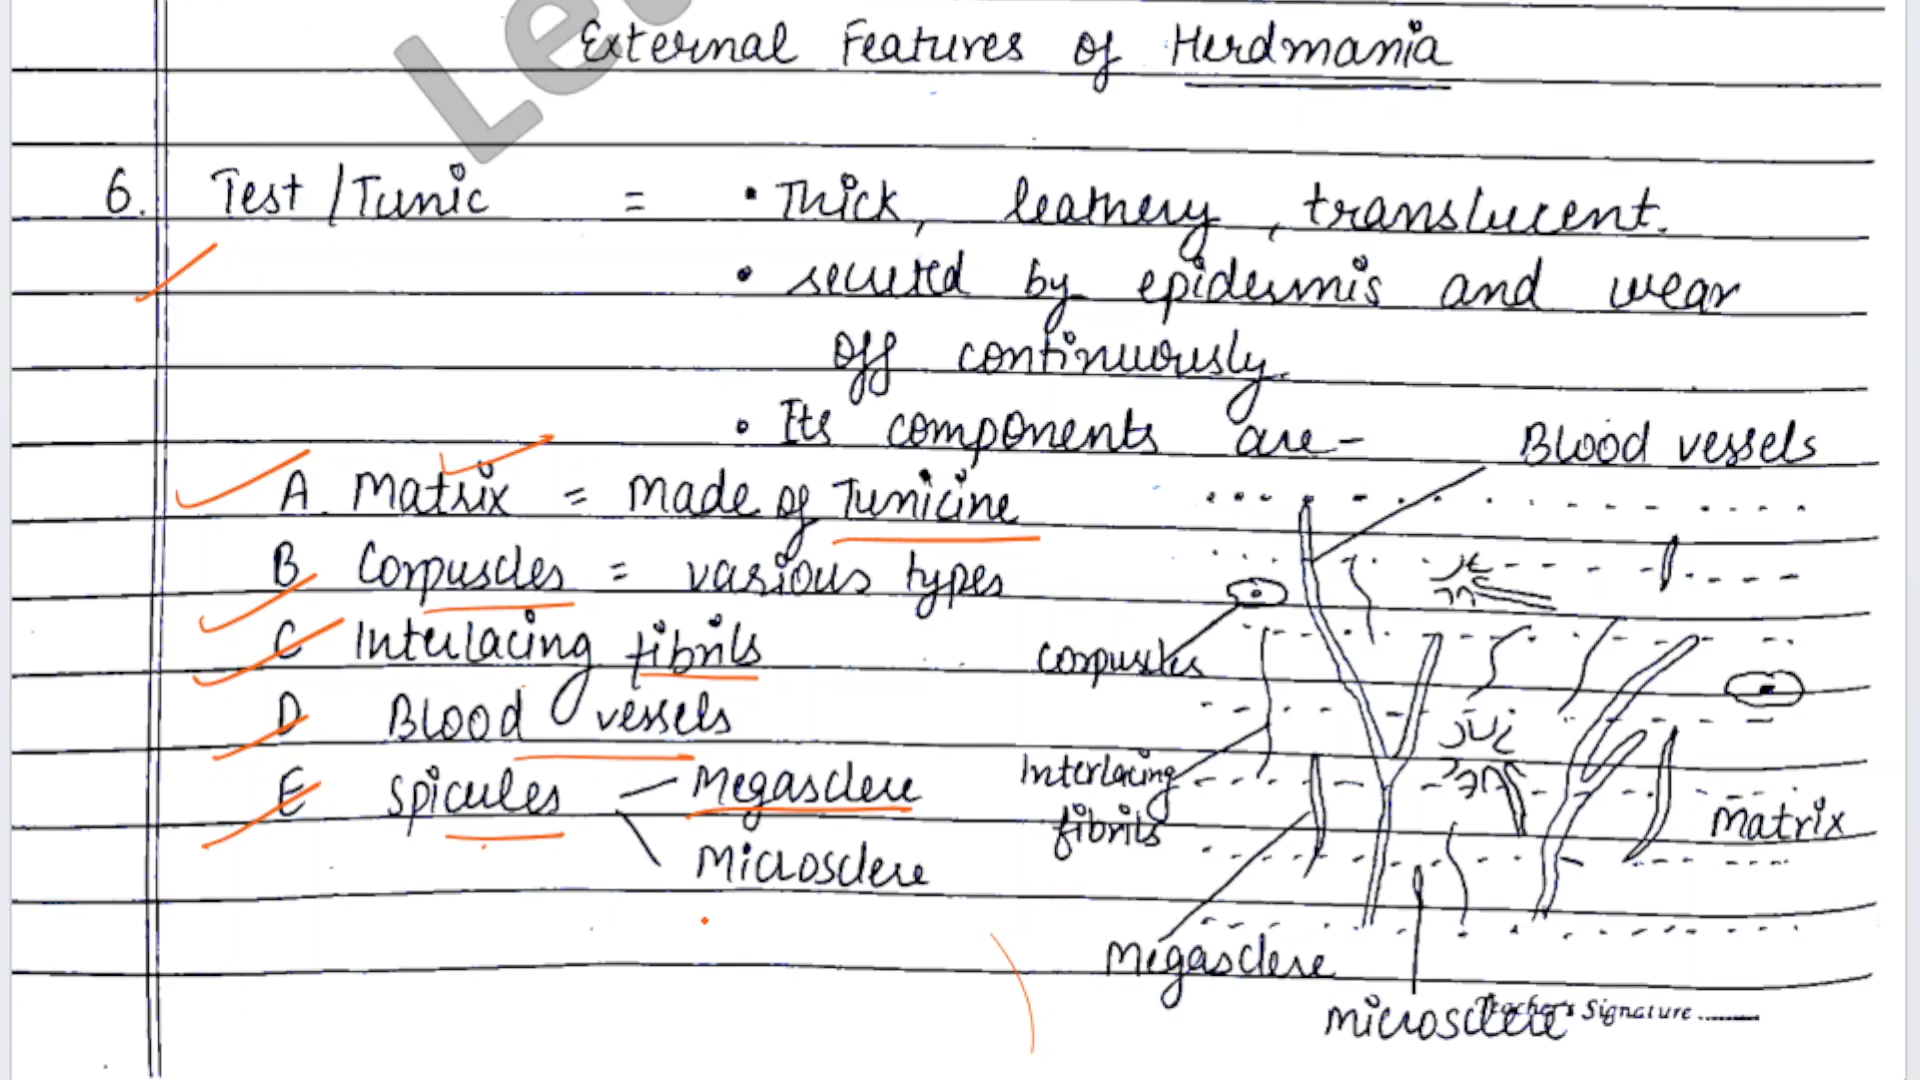 Le
External Features of Herdmania
6. Test/Tunic = • Thick, leathery, translucent.
• secreted by epidermis and wear
off continuously.
• Its components are-
A. Matrix = Made of Tunicine
B Corpuscles = various types
C Interlacing fibrils
D Blood vessels
E Spicules Megasclere
Microsclere
Blood vessels
Corpuscles
Interlacing
fibrils
Matrix
Megasclere
Microsclere
Teacher's Signature